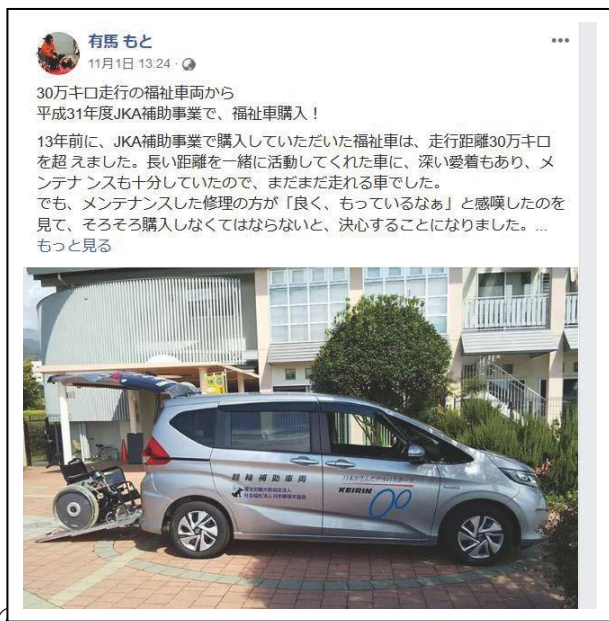 有馬 もと
11月1日 13:24
30万キロ走行の福祉車両から
平成31年度JKA補助事業で、福祉車購入！
13年前に、JKA補助事業で購入していただいた福祉車は、走行距離30万キロ
を超 えました。長い距離を一緒に活動してくれた車に、深い愛着もあり、メ
ンテナ ンスも十分していたので、まだまだ走れる車でした。
でも、メンテナンスした修理の方が「良く、もっているなぁ」と感嘆したのを
見て、そろそろ購入しなくてはならないと、決心することになりました。...
もっと見る
競輪補助車両
KEIRIN